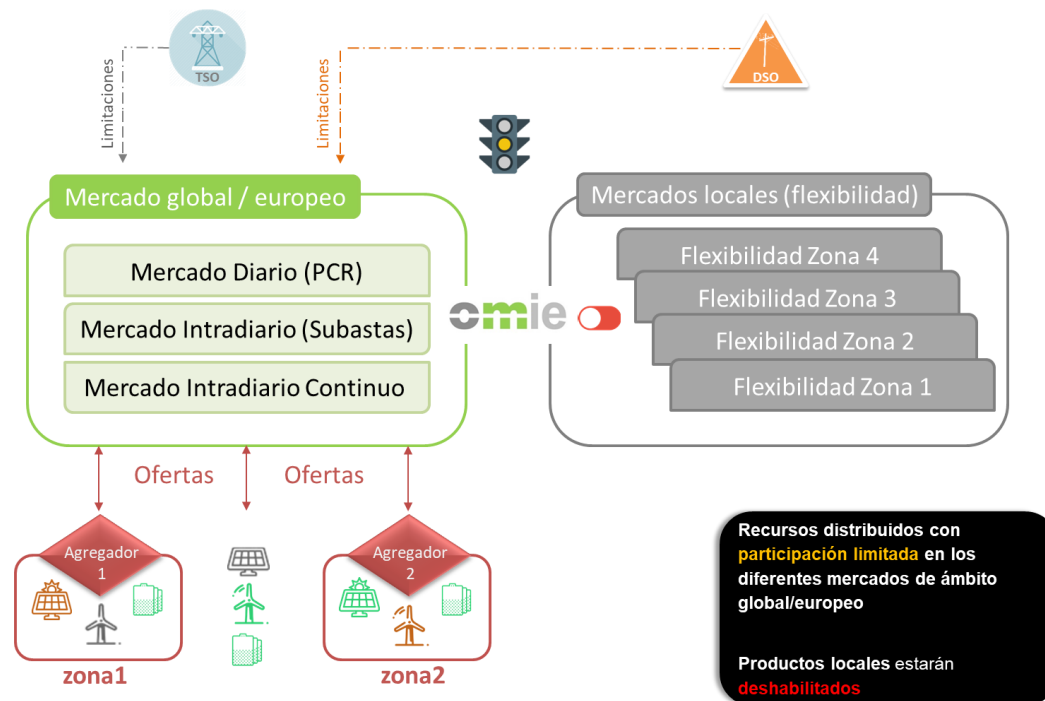 TSO
DSO
Limitaciones
Limitaciones
Mercado global / europeo
Mercado Diario (PCR)
Mercado Intradiario (Subastas)
Mercado Intradiario Continuo
omie
Mercados locales (flexibilidad)
Flexibilidad Zona 4
Flexibilidad Zona 3
Flexibilidad Zona 2
Flexibilidad Zona 1
Ofertas
Ofertas
Agregador
1
Agregador
2
zona1
zona2
Recursos distribuidos con
participación limitada en los
diferentes mercados de ámbito
global/europeo
Productos locales estarán
deshabilitados